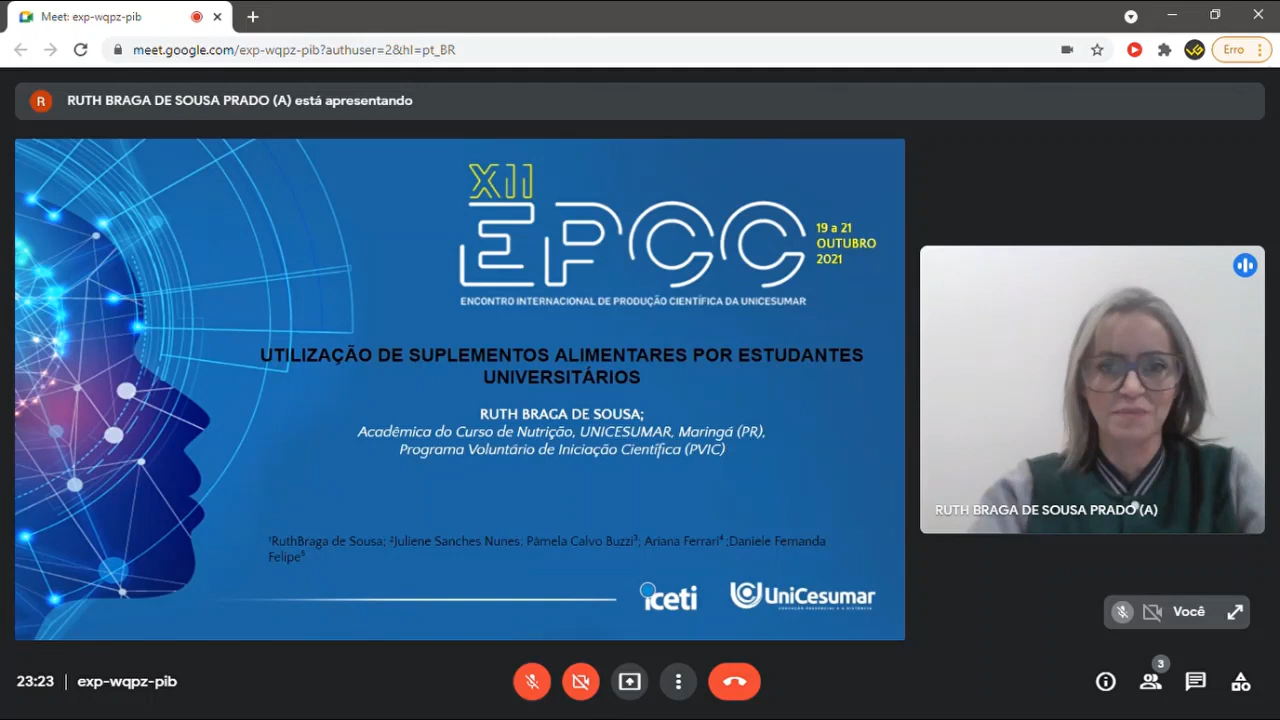 Meet: exp-wqpz-pib
meet.google.com/exp-wqpz-pib?authuser=2&hl=pt_BR
Erro
R
RUTH BRAGA DE SOUSA PRADO (A) está apresentando
XII
EPCC
19 a 21
OUTUBRO
2021
ENCONTRO INTERNACIONAL DE PRODUÇÃO CIENTÍFICA DA UNICESUMAR
UTILIZAÇÃO DE SUPLEMENTOS ALIMENTARES POR ESTUDANTES
UNIVERSITÁRIOS
RUTH BRAGA DE SOUSA;
Acadêmica do Curso de Nutrição, UNICESUMAR, Maringá (PR),
Programa Voluntário de Iniciação Científica (PVIC)
¹RuthBraga de Sousa; ²Juliene Sanches Nunes; Pâmela Calvo Buzzi³; Ariana Ferrari⁴ ;Daniele Fernanda
Felipe⁵
iceti
UniCesumar
RUTH BRAGA DE SOUSA PRADO (A)
Você
23:23 | exp-wqpz-pib
3